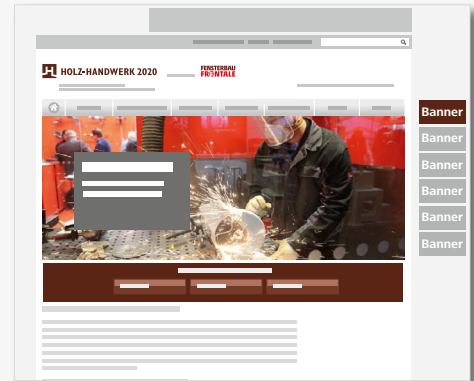 HOLZ-HANDWERK 2020
FENSTERBAU
FRONTALE
Banner
Banner
Banner
Banner
Banner
Banner